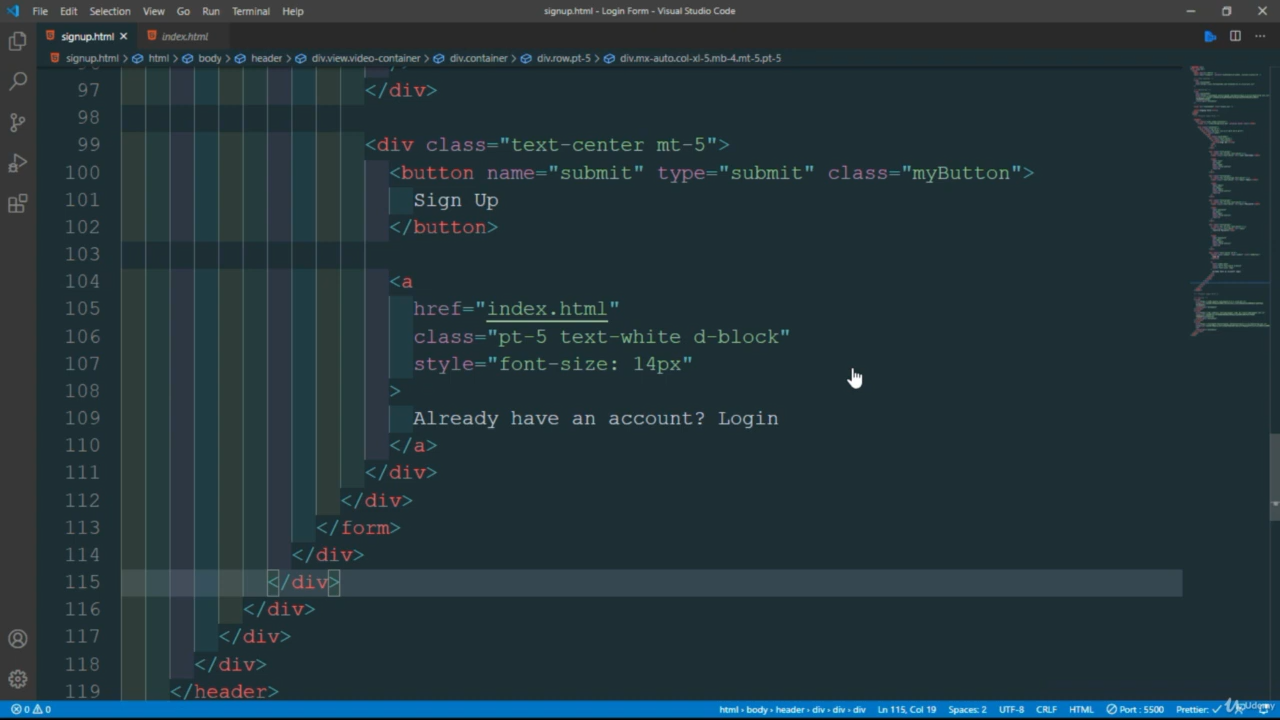 File Edit Selection View Go Run Terminal Help signup.html - Login Form - Visual Studio Code
signup.html index.html
signup.html > html > body > header > div.view.video-container > div.container > div.row.pt-5 > div.mx-auto.col-xl-5.mb-4.mt-5.pt-5
97 </div>
98
99 <div class="text-center mt-5">
100 <button name="submit" type="submit" class="myButton">
101 Sign Up
102 </button>
103
104 <a
105 href="index.html"
106 class="pt-5 text-white d-block"
107 style="font-size: 14px"
108 >
109 Already have an account? Login
110 </a>
111 </div>
112 </div>
113 </form>
114 </div>
115 </div>
116 </div>
117 </div>
118 </div>
119 </header>
0 0 html > body > header > div > div > div Ln 115, Col 19 Spaces: 2 UTF-8 CRLF HTML Port : 5500 Prettier: ✓
Udemy